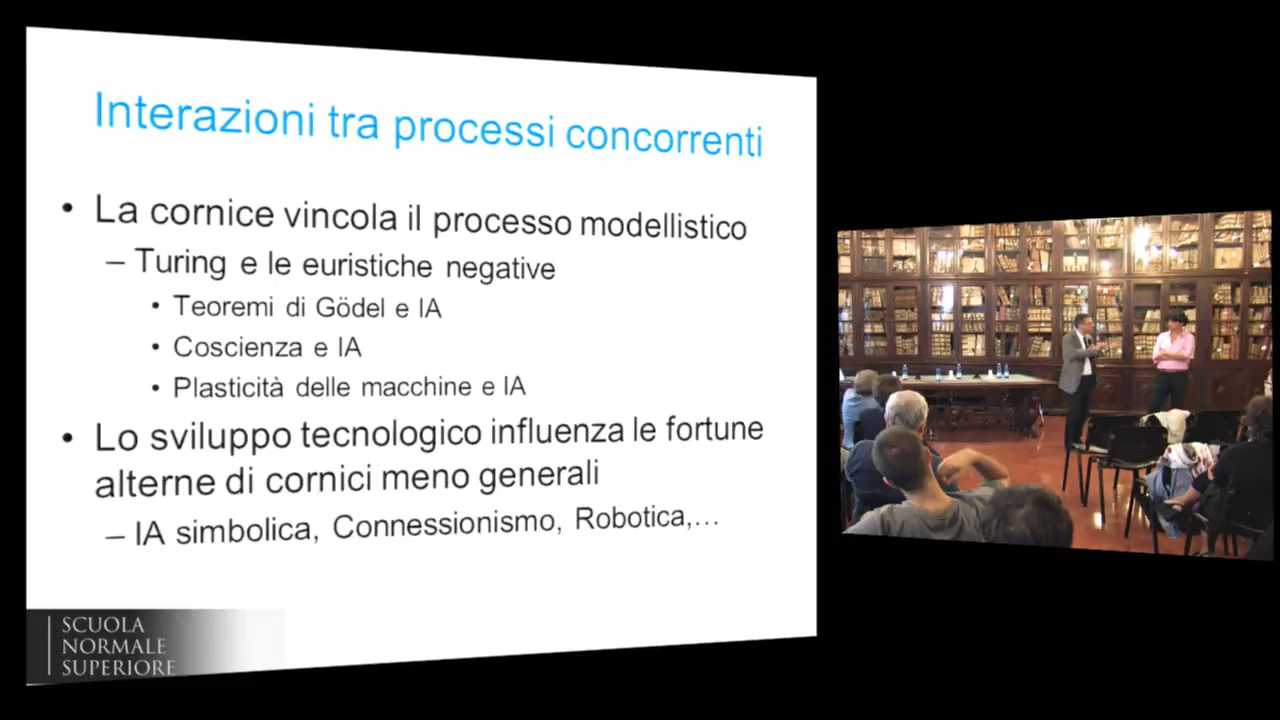 Interazioni tra processi concorrenti
• La cornice vincola il processo modellistico
– Turing e le euristiche negative
• Teoremi di Gödel e IA
• Coscienza e IA
• Plasticità delle macchine e IA
• Lo sviluppo tecnologico influenza le fortune
alterne di cornici meno generali
– IA simbolica, Connessionismo, Robotica,…
SCUOLA
NORMALE
SUPERIORE